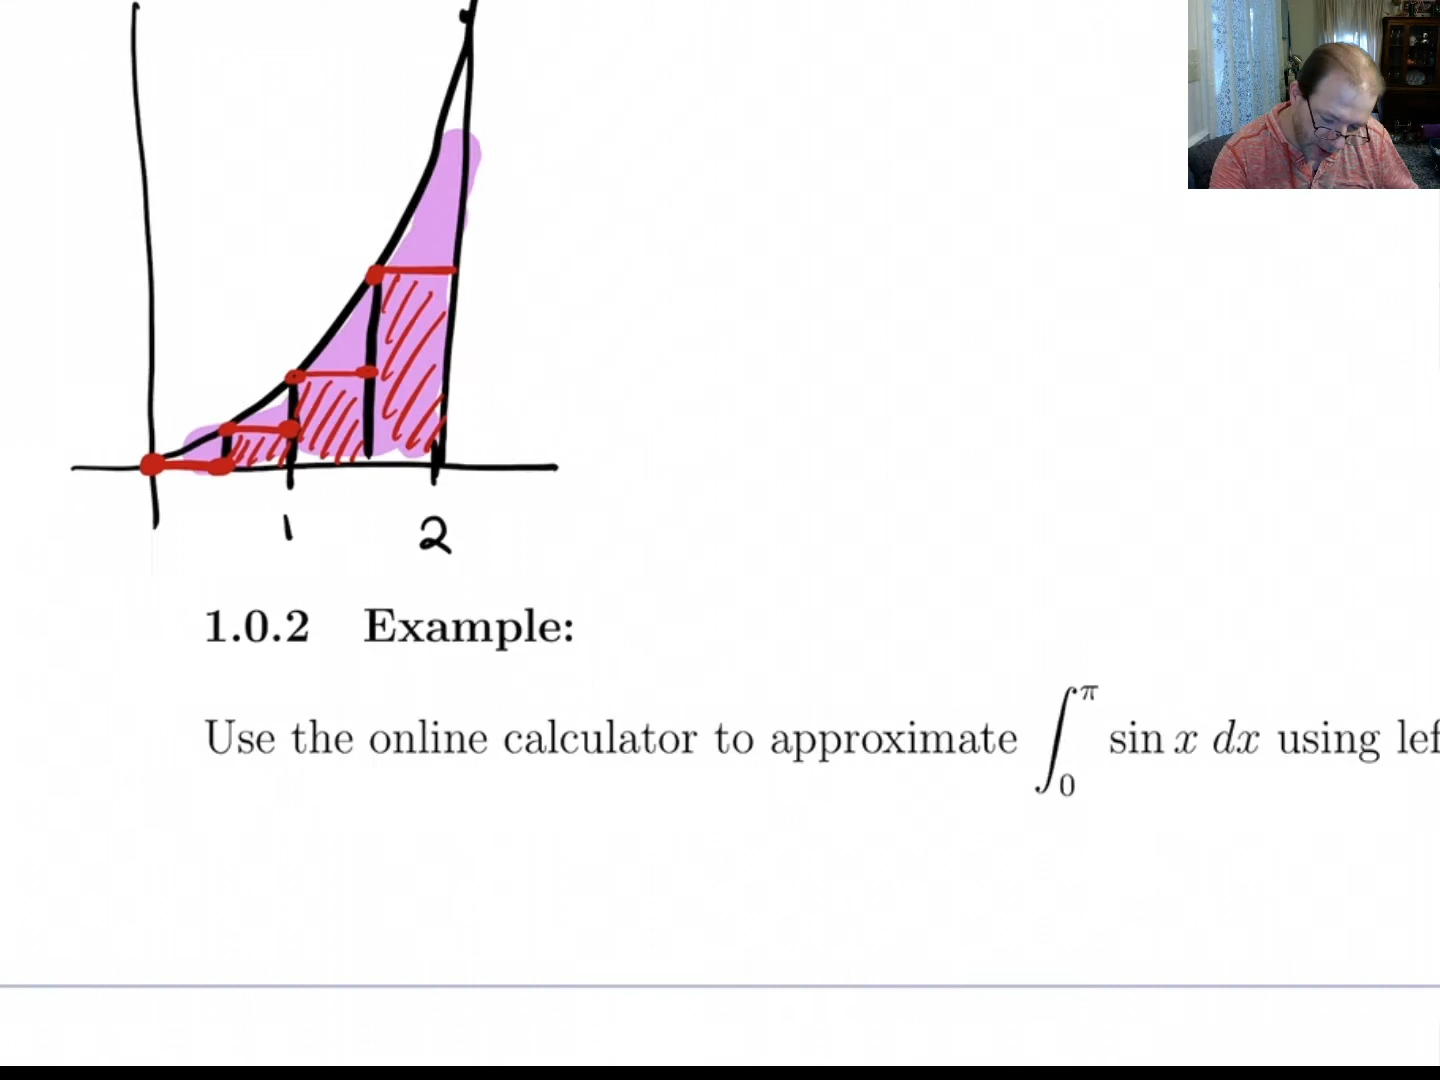 1 2
1.0.2 Example:
Use the online calculator to approximate ∫₀^π sin x dx using lef